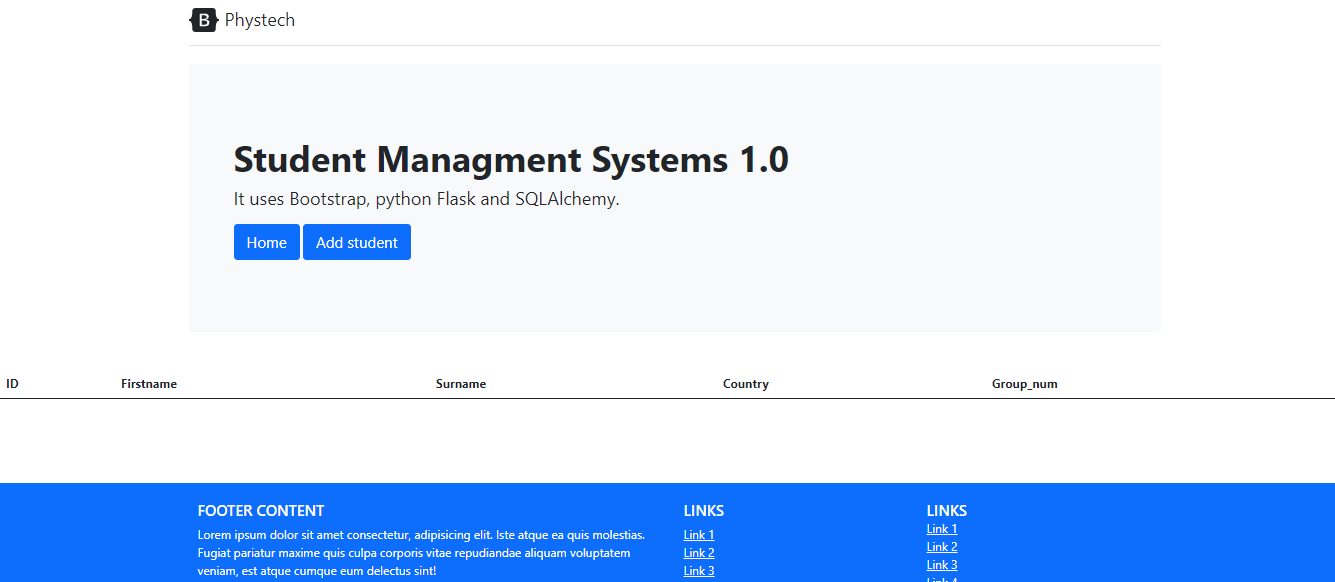 B Phystech
Student Managment Systems 1.0
It uses Bootstrap, python Flask and SQLAlchemy.
Home Add student
ID Firstname Surname Country Group_num
FOOTER CONTENT
Lorem ipsum dolor sit amet consectetur, adipisicing elit. Iste atque ea quis molestias.
Fugiat pariatur maxime quis culpa corporis vitae repudiandae aliquam voluptatem
veniam, est atque cumque eum delectus sint!
LINKS
Link 1
Link 2
Link 3
LINKS
Link 1
Link 2
Link 3
Link 4